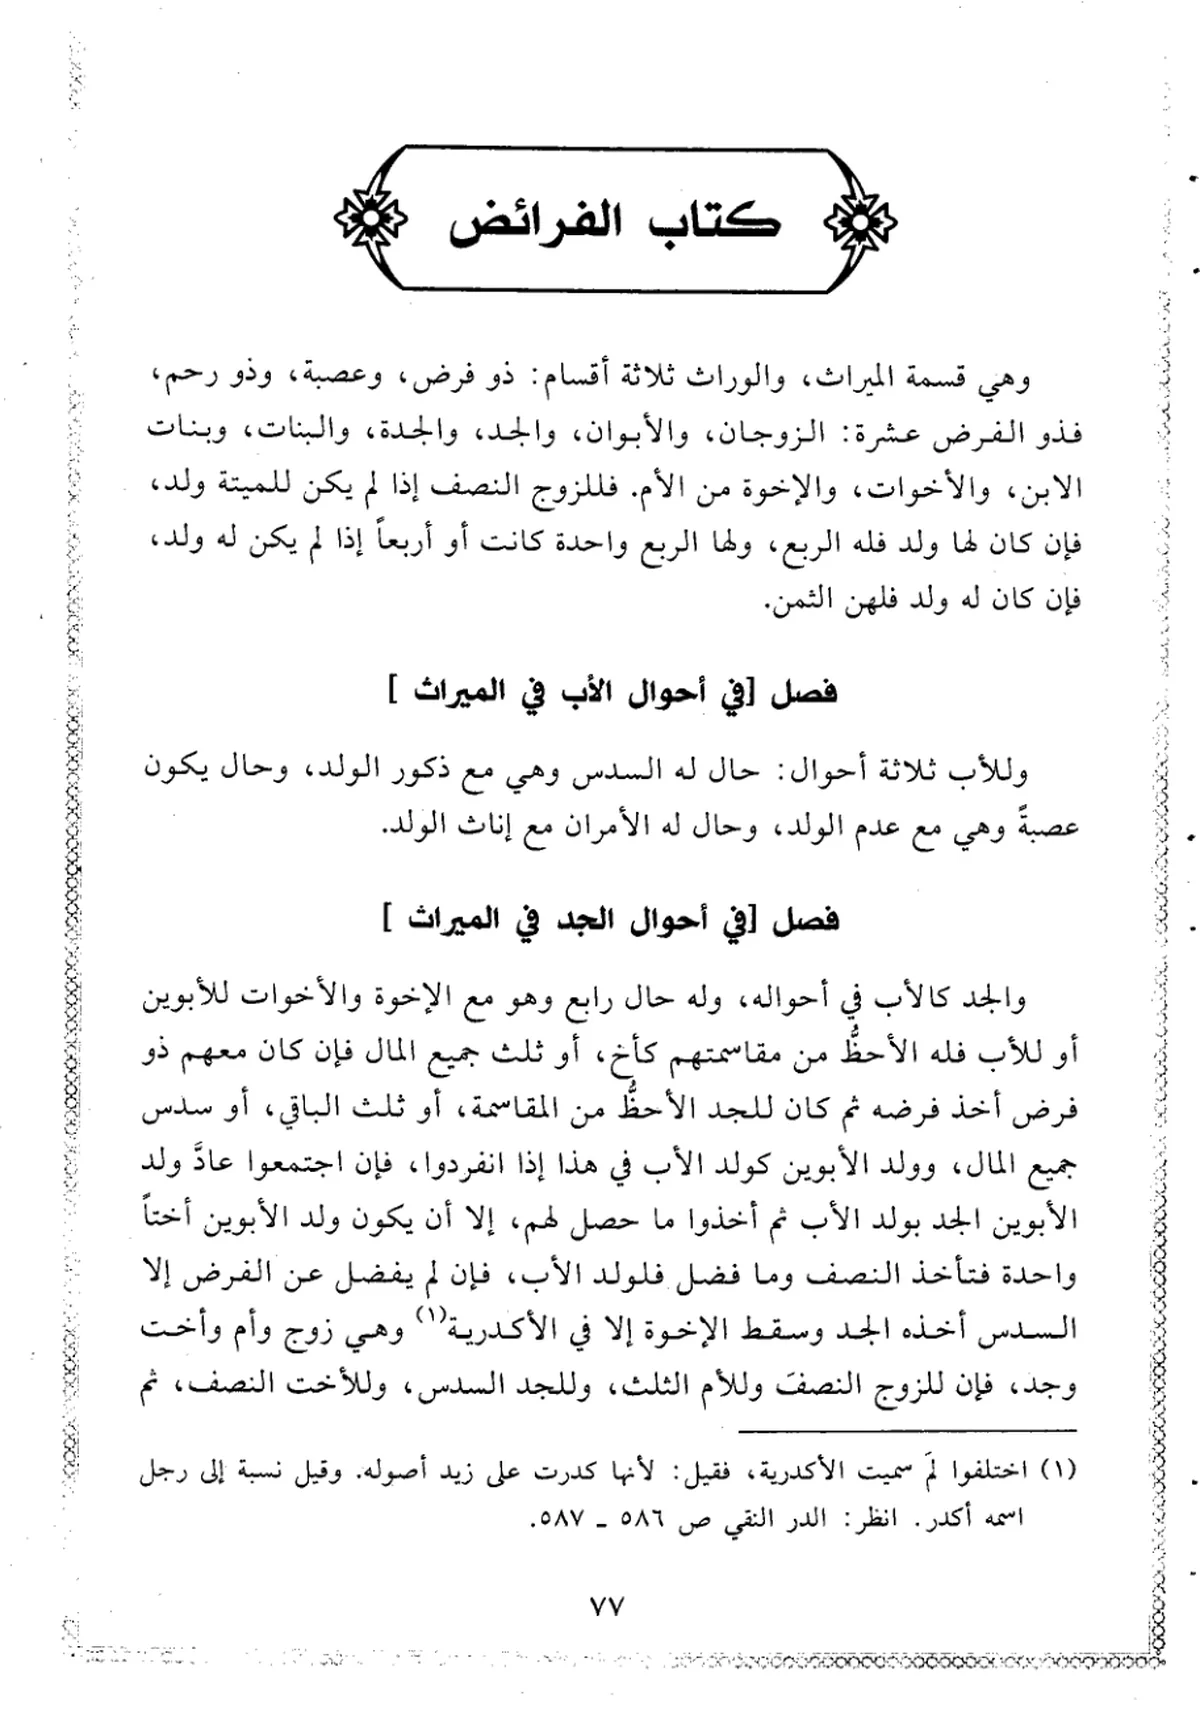 كتاب الفرائض
وهي قسمة الميراث، والوراث ثلاثة أقسام: ذو فرض، وعصبة، وذو رحم،
فذو الفرض عشرة: الزوجان، والأبوان، والجد، والجدة، والبنات، وبنات
الابن، والأخوات، والإخوة من الأم. فللزوج النصف إذا لم يكن للميتة ولد،
فإن كان لها ولد فله الربع، ولها الربع واحدة كانت أو أربعاً إذا لم يكن له ولد،
فإن كان له ولد فلهن الثمن.
فصل [في أحوال الأب في الميراث ]
وللأب ثلاثة أحوال: حال له السدس وهي مع ذكور الولد، وحال يكون
عصبةً وهي مع عدم الولد، وحال له الأمران مع إناث الولد.
فصل [في أحوال الجد في الميراث ]
والجد كالأب في أحواله، وله حال رابع وهو مع الإخوة والأخوات للأبوين
أو للأب فله الأحظُّ من مقاسمتهم كأخ، أو ثلث جميع المال فإن كان معهم ذو
فرض أخذ فرضه ثم كان للجد الأحظُّ من المقاسمة، أو ثلث الباقي، أو سدس
جميع المال، وولد الأبوين كولد الأب في هذا إذا انفردوا، فإن اجتمعوا عادَّ ولد
الأبوين الجد بولد الأب ثم أخذوا ما حصل لهم، إلا أن يكون ولد الأبوين أختاً
واحدة فتأخذ النصف وما فضل فلولد الأب، فإن لم يفضل عن الفرض إلا
السدس أخذه الجد وسقط الإخوة إلا في الأكدرية(١) وهي زوج وأم وأخت
وجد، فإن للزوج النصفَ وللأم الثلث، وللجد السدس، وللأخت النصف، ثم
(١) اختلفوا لمَ سميت الأكدرية، فقيل: لأنها كدرت على زيد أصوله. وقيل نسبة إلى رجل
اسمه أكدر. انظر: الدر النقي ص ٥٨٦ ـ ٥٨٧.
٧٧